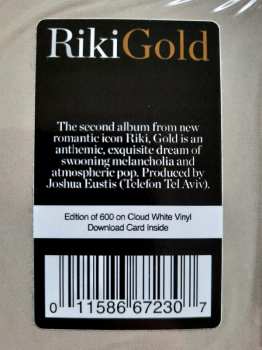 Riki Gold
The second album from new
romantic icon Riki, Gold is an
anthemic, exquisite dream of
swooning melancholia and
atmospheric pop. Produced by
Joshua Eustis (Telefon Tel Aviv).
Edition of 600 on Cloud White Vinyl
Download Card Inside
0 11586 67230 7